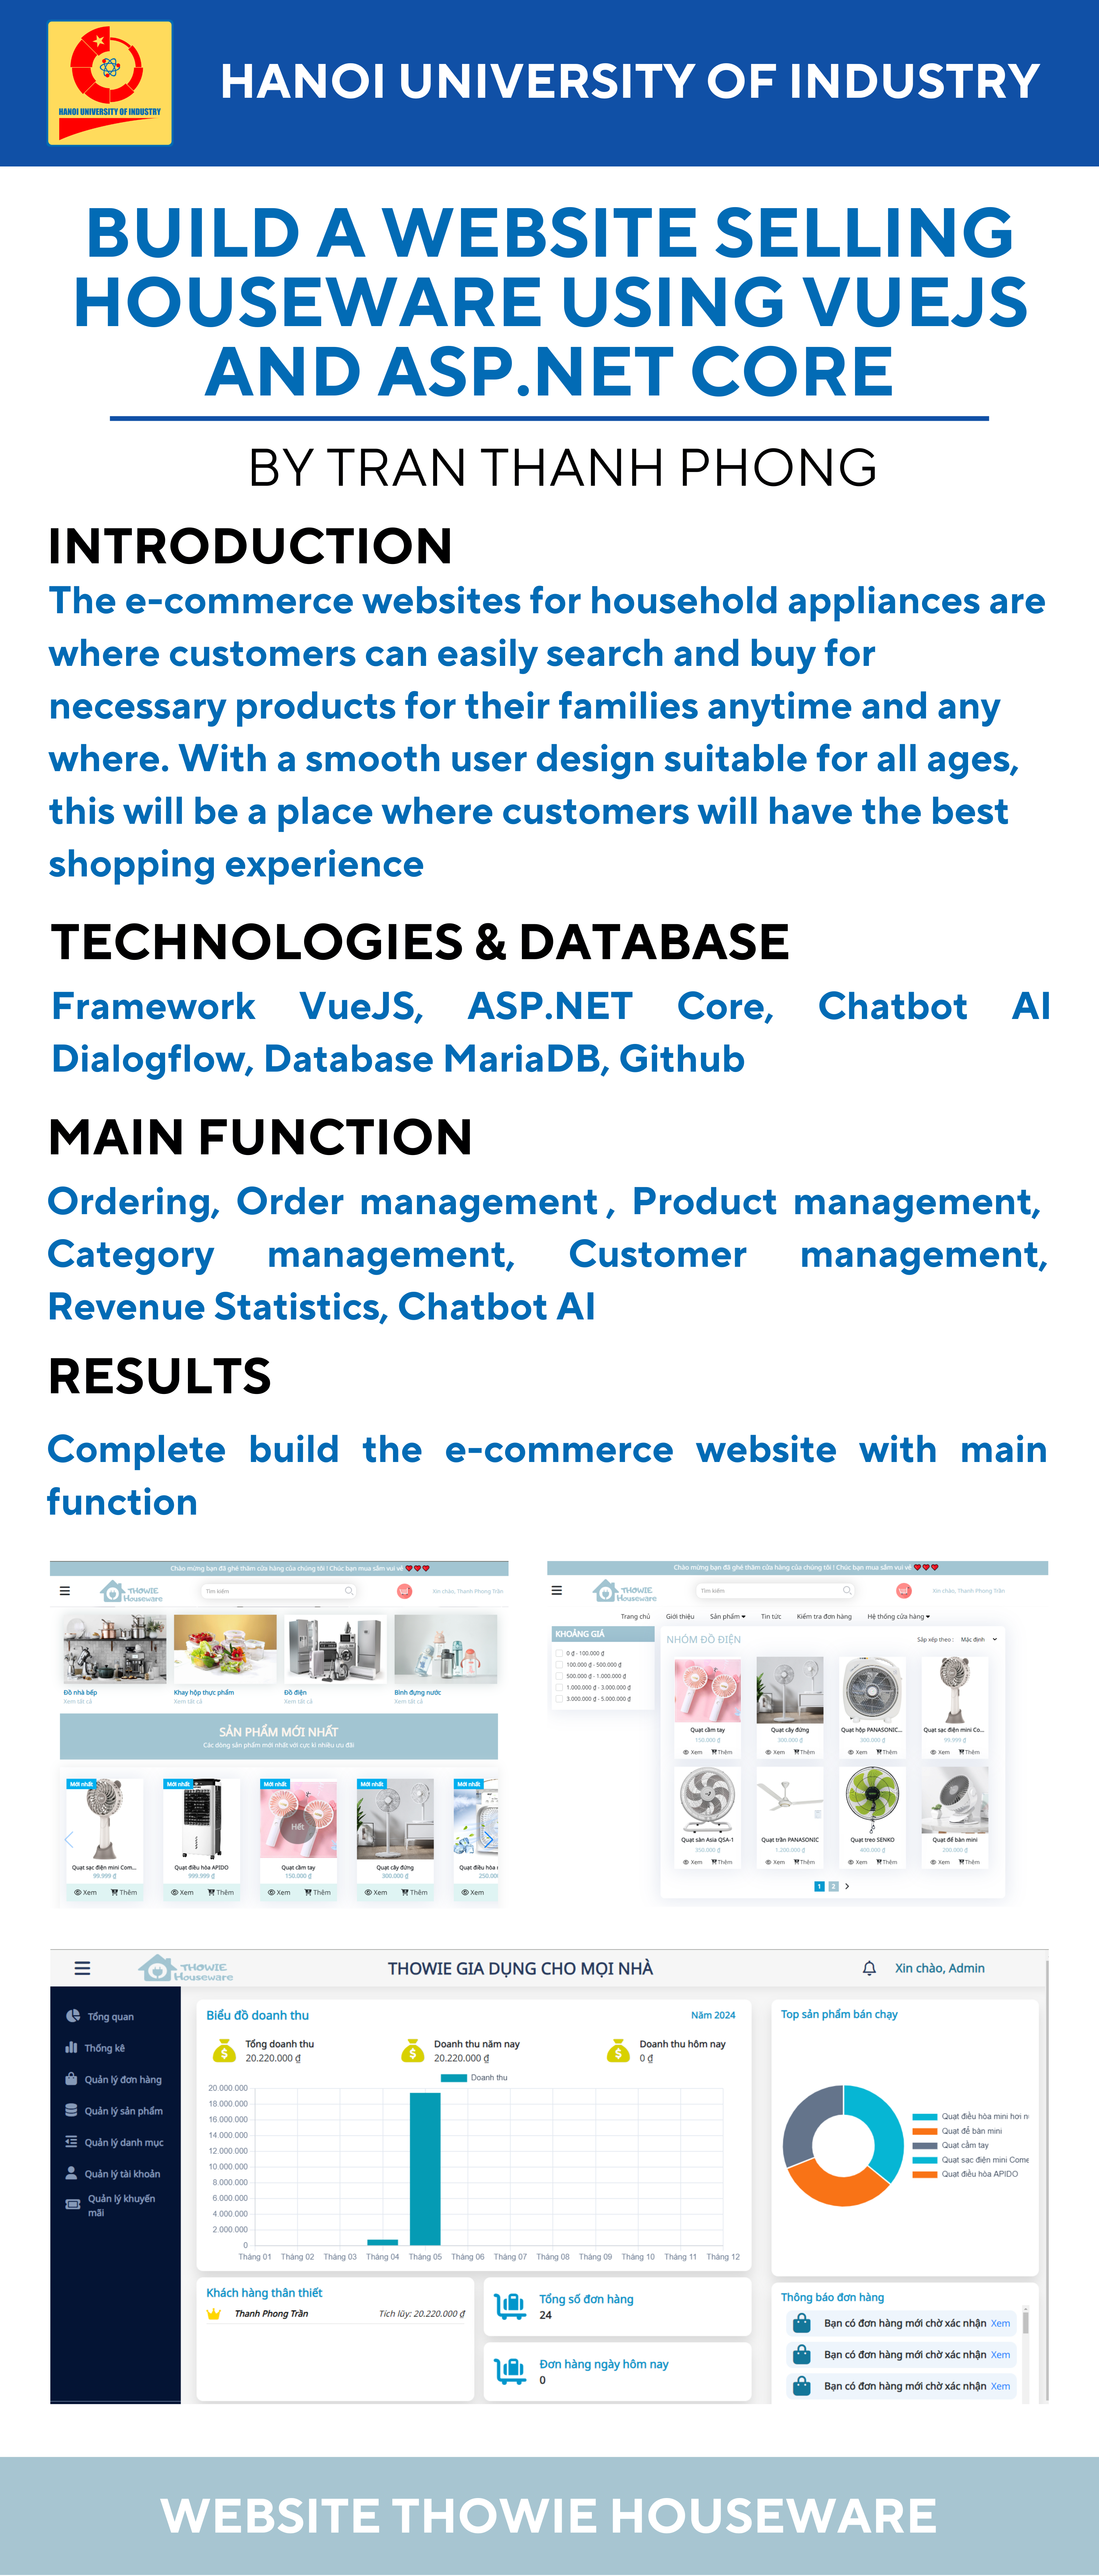 HANOI UNIVERSITY OF INDUSTRY
HANOI UNIVERSITY OF INDUSTRY
BUILD A WEBSITE SELLING
HOUSEWARE USING VUEJS
AND ASP.NET CORE
BY TRAN THANH PHONG
INTRODUCTION
The e-commerce websites for household appliances are
where customers can easily search and buy for
necessary products for their families anytime and any
where. With a smooth user design suitable for all ages,
this will be a place where customers will have the best
shopping experience
TECHNOLOGIES & DATABASE
Framework VueJS, ASP.NET Core, Chatbot AI
Dialogflow, Database MariaDB, Github
MAIN FUNCTION
Ordering, Order management , Product management,
Category management, Customer management,
Revenue Statistics, Chatbot AI
RESULTS
Complete build the e-commerce website with main
function
Chào mừng bạn đã ghé thăm cửa hàng của chúng tôi ! Chúc bạn mua sắm vui vẻ
THOWIE
Houseware
Tìm kiếm
Xin chào, Thanh Phong Trần
Đồ nhà bếp
Xem tất cả
Khay hộp thực phẩm
Xem tất cả
Đồ điện
Xem tất cả
Bình đựng nước
Xem tất cả
SẢN PHẨM MỚI NHẤT
Các dòng sản phẩm mới nhất với cực kì nhiều ưu đãi
Mới nhất
Mới nhất
Mới nhất
Mới nhất
Mới nhất
Hết
Quạt sạc điện mini Com...
99.999 ₫
Xem Thêm
Quạt điều hòa APIDO
999.999 ₫
Xem Thêm
Quạt cầm tay
150.000 ₫
Xem Thêm
Quạt cây đứng
300.000 ₫
Xem Thêm
Quạt điều hòa
250.00
Xem
Chào mừng bạn đã ghé thăm cửa hàng của chúng tôi ! Chúc bạn mua sắm vui vẻ
THOWIE
Houseware
Tìm kiếm
Xin chào, Thanh Phong Trần
Trang chủ Giới thiệu Sản phẩm Tin tức Kiểm tra đơn hàng Hệ thống cửa hàng
KHOẢNG GIÁ
0 ₫ - 100.000 ₫
100.000 ₫ - 500.000 ₫
500.000 ₫ - 1.000.000 ₫
1.000.000 ₫ - 3.000.000 ₫
3.000.000 ₫ - 5.000.000 ₫
NHÓM ĐỒ ĐIỆN
Sắp xếp theo : Mặc định
Quạt cầm tay
150.000 ₫
Xem Thêm
Quạt cây đứng
300.000 ₫
Xem Thêm
Quạt hộp PANASONIC...
300.000 ₫
Xem Thêm
Quạt sạc điện mini Co...
99.999 ₫
Xem Thêm
Quạt sàn Asia QSA-1
350.000 ₫
Xem Thêm
Quạt trần PANASONIC
1.200.000 ₫
Xem Thêm
Quạt treo SENKO
400.000 ₫
Xem Thêm
Quạt để bàn mini
200.000 ₫
Xem Thêm
1 2
THOWIE
Houseware
THOWIE GIA DỤNG CHO MỌI NHÀ
Xin chào, Admin
Tổng quan
Thống kê
Quản lý đơn hàng
Quản lý sản phẩm
Quản lý danh mục
Quản lý tài khoản
Quản lý khuyến
mãi
Biểu đồ doanh thu
Năm 2024
Tổng doanh thu
20.220.000 ₫
Doanh thu năm nay
20.220.000 ₫
Doanh thu hôm nay
0 ₫
Doanh thu
20.000.000
18.000.000
16.000.000
14.000.000
12.000.000
10.000.000
8.000.000
6.000.000
4.000.000
2.000.000
0
Tháng 01 Tháng 02 Tháng 03 Tháng 04 Tháng 05 Tháng 06 Tháng 07 Tháng 08 Tháng 09 Tháng 10 Tháng 11 Tháng 12
Top sản phẩm bán chạy
Quạt điều hòa mini hơi n
Quạt để bàn mini
Quạt cầm tay
Quạt sạc điện mini Come
Quạt điều hòa APIDO
Khách hàng thân thiết
Thanh Phong Trần Tích lũy: 20.220.000 ₫
Tổng số đơn hàng
24
Đơn hàng ngày hôm nay
0
Thông báo đơn hàng
Bạn có đơn hàng mới chờ xác nhận Xem
Bạn có đơn hàng mới chờ xác nhận Xem
Bạn có đơn hàng mới chờ xác nhận Xem
WEBSITE THOWIE HOUSEWARE